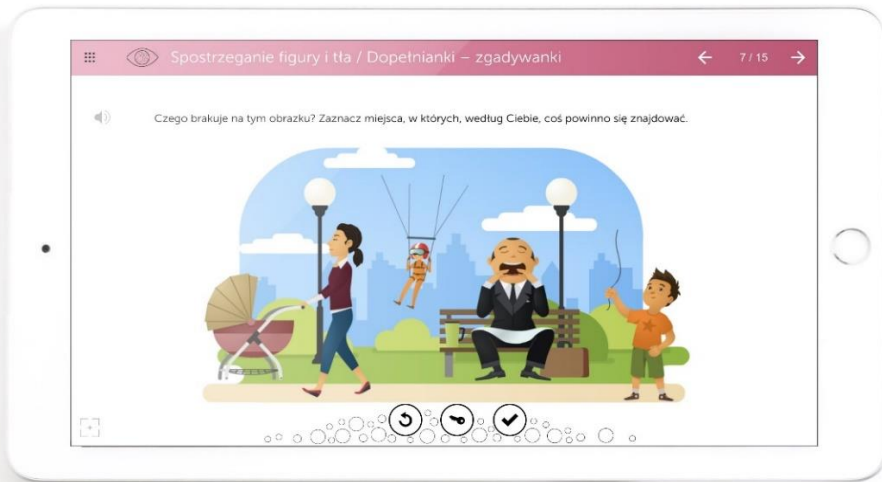 Spostrzeganie figury i tła / Dopełnianki – zgadywanki
7 / 15
Czego brakuje na tym obrazku? Zaznacz miejsca, w których, według Ciebie, coś powinno się znajdować.